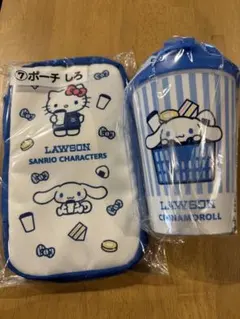 ⑦ポーチ しろ
LAWSON
SANRIO CHARACTERS
LAWSON
CINNAMOROLL